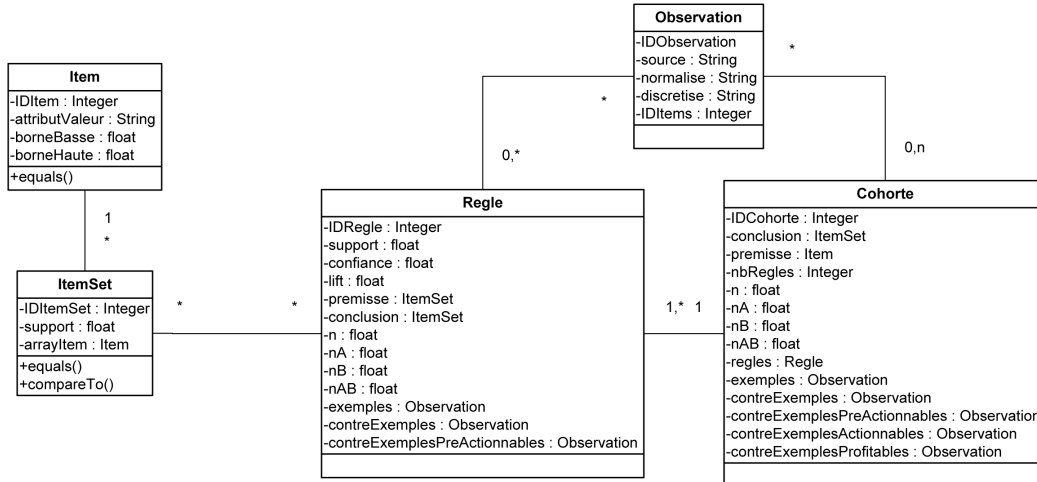 Item
-IDItem : Integer
-attributValeur : String
-borneBasse : float
-borneHaute : float
+equals()
1
*
ItemSet
-IDItemSet : Integer
-support : float
-arrayItem : Item
+equals()
+compareTo()
*
*
Regle
-IDRegle : Integer
-support : float
-confiance : float
-lift : float
-premisse : ItemSet
-conclusion : ItemSet
-n : float
-nA : float
-nB : float
-nAB : float
-exemples : Observation
-contreExemples : Observation
-contreExemplesPreActionnables : Observation
0,*
*
Observation
-IDObservation
-source : String
-normalise : String
-discretise : String
-IDItems : Integer
*
0,n
1,*
1
Cohorte
-IDCohorte : Integer
-conclusion : ItemSet
-premisse : Item
-nbRegles : Integer
-n : float
-nA : float
-nB : float
-nAB : float
-regles : Regle
-exemples : Observation
-contreExemples : Observation
-contreExemplesPreActionnables : Observation
-contreExemplesActionnables : Observation
-contreExemplesProfitables : Observation